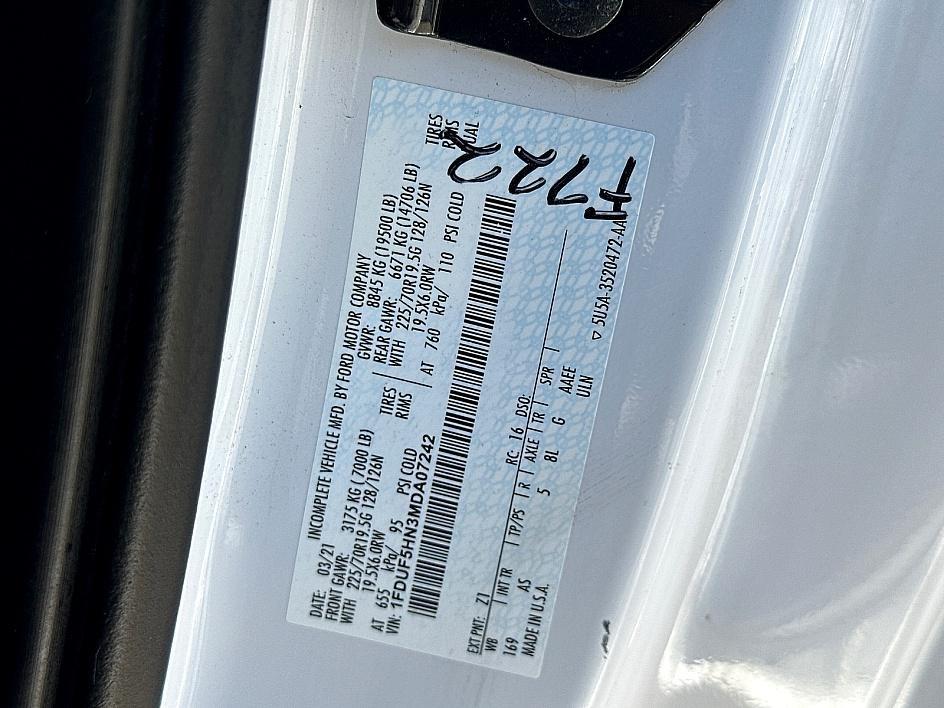 INCOMPLETE VEHICLE MFD. BY FORD MOTOR COMPANY
DATE: 03/21 GVWR: 8845 KG (19500 LB)
FRONT GAWR: 3175 KG (7000 LB) REAR GAWR: 6671 KG (14706 LB)
WITH 225/70R19.5G 128/126N TIRES WITH 225/70R19.5G 128/126N TIRES
19.5X6.0RW RIMS 19.5X6.0RW RIMS
AT 655 kPa/ 95 PSI COLD AT 760 kPa/ 110 PSI COLD DUAL
VIN: 1FDUF5HN3MDA07242
EXT PNT: Z1 RC: 16 DSO:
WB INT TR TP/PS R AXLE TR SPR
169 AS 5 8L G AAEE
MADE IN U.S.A. ULN
5U5A-3520472-AA
H7222